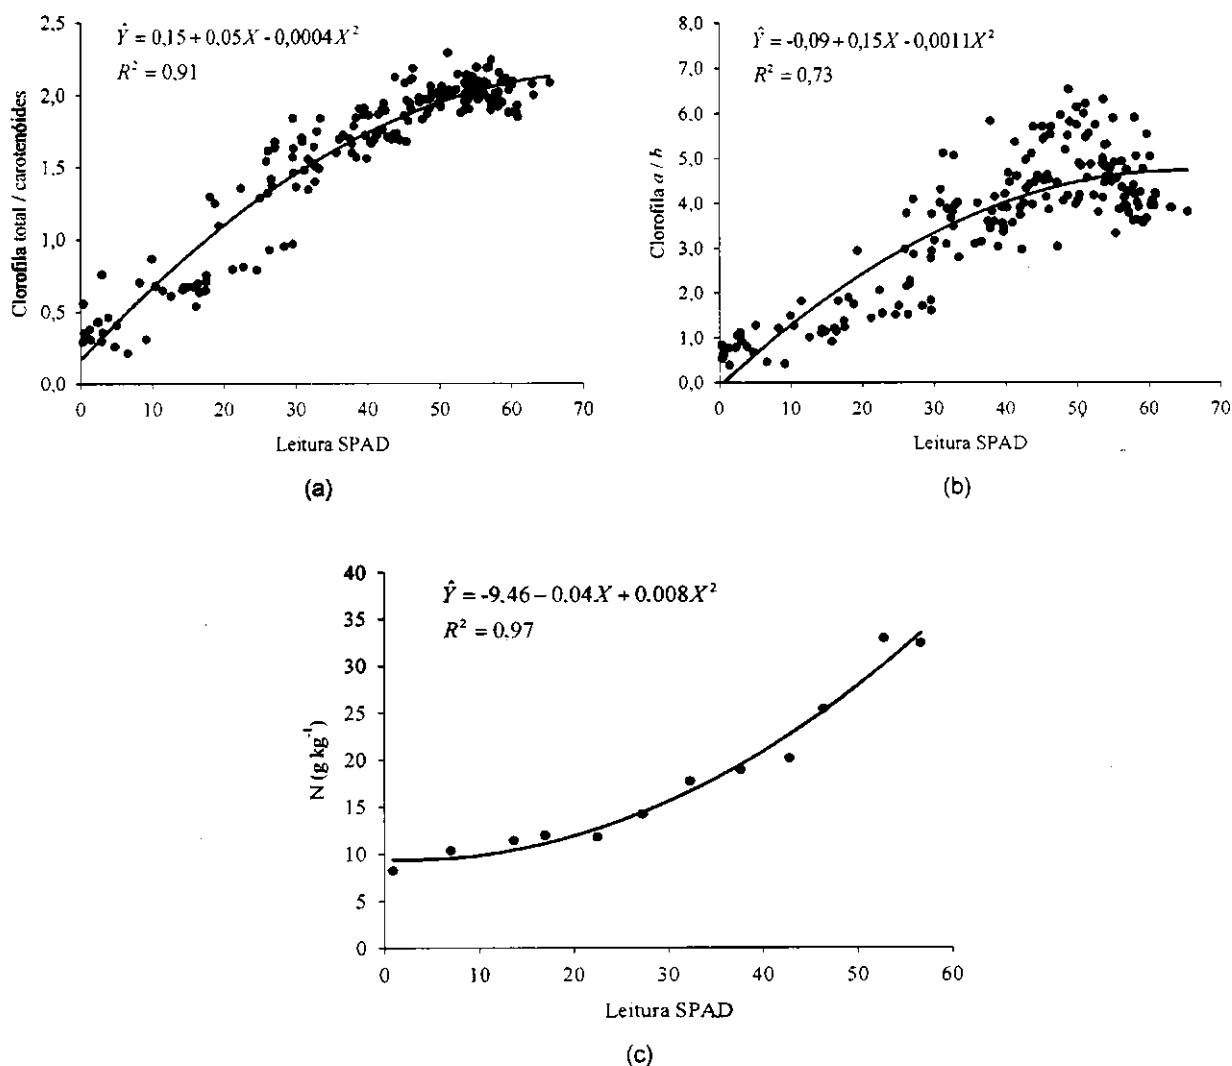 Ŷ = 0,15 + 0,05X - 0,0004X²
R² = 0,91
Clorofila total / carotenóides
2,5
2,0
1,5
1,0
0,5
0,0
0 10 20 30 40 50 60 70
Leitura SPAD
(a)
Ŷ = -0,09 + 0,15X - 0,0011X²
R² = 0,73
Clorofila a / b
8,0
7,0
6,0
5,0
4,0
3,0
2,0
1,0
0,0
0 10 20 30 40 50 60 70
Leitura SPAD
(b)
Ŷ = -9.46 – 0.04X + 0.008X²
R² = 0,97
N (g kg⁻¹)
40
35
30
25
20
15
10
5
0
0 10 20 30 40 50 60
Leitura SPAD
(c)